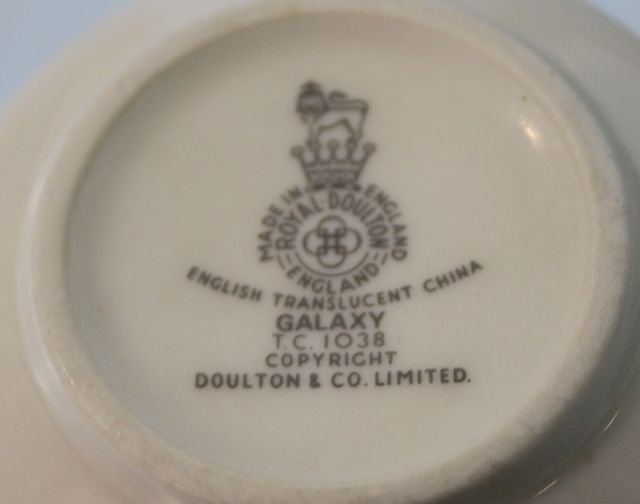 MADE IN ENGLAND
ROYAL·DOULTON
ENGLAND
ENGLISH TRANSLUCENT CHINA
GALAXY
T.C. 1038
COPYRIGHT
DOULTON & CO. LIMITED.